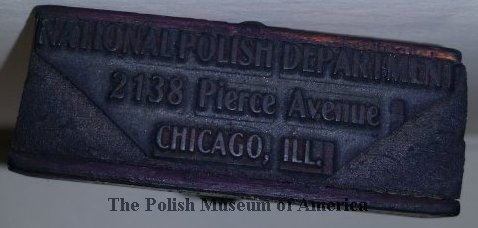 NATIONAL POLISH DEPARTMENT
2138 Pierce Avenue
CHICAGO, ILL.
The Polish Museum of America